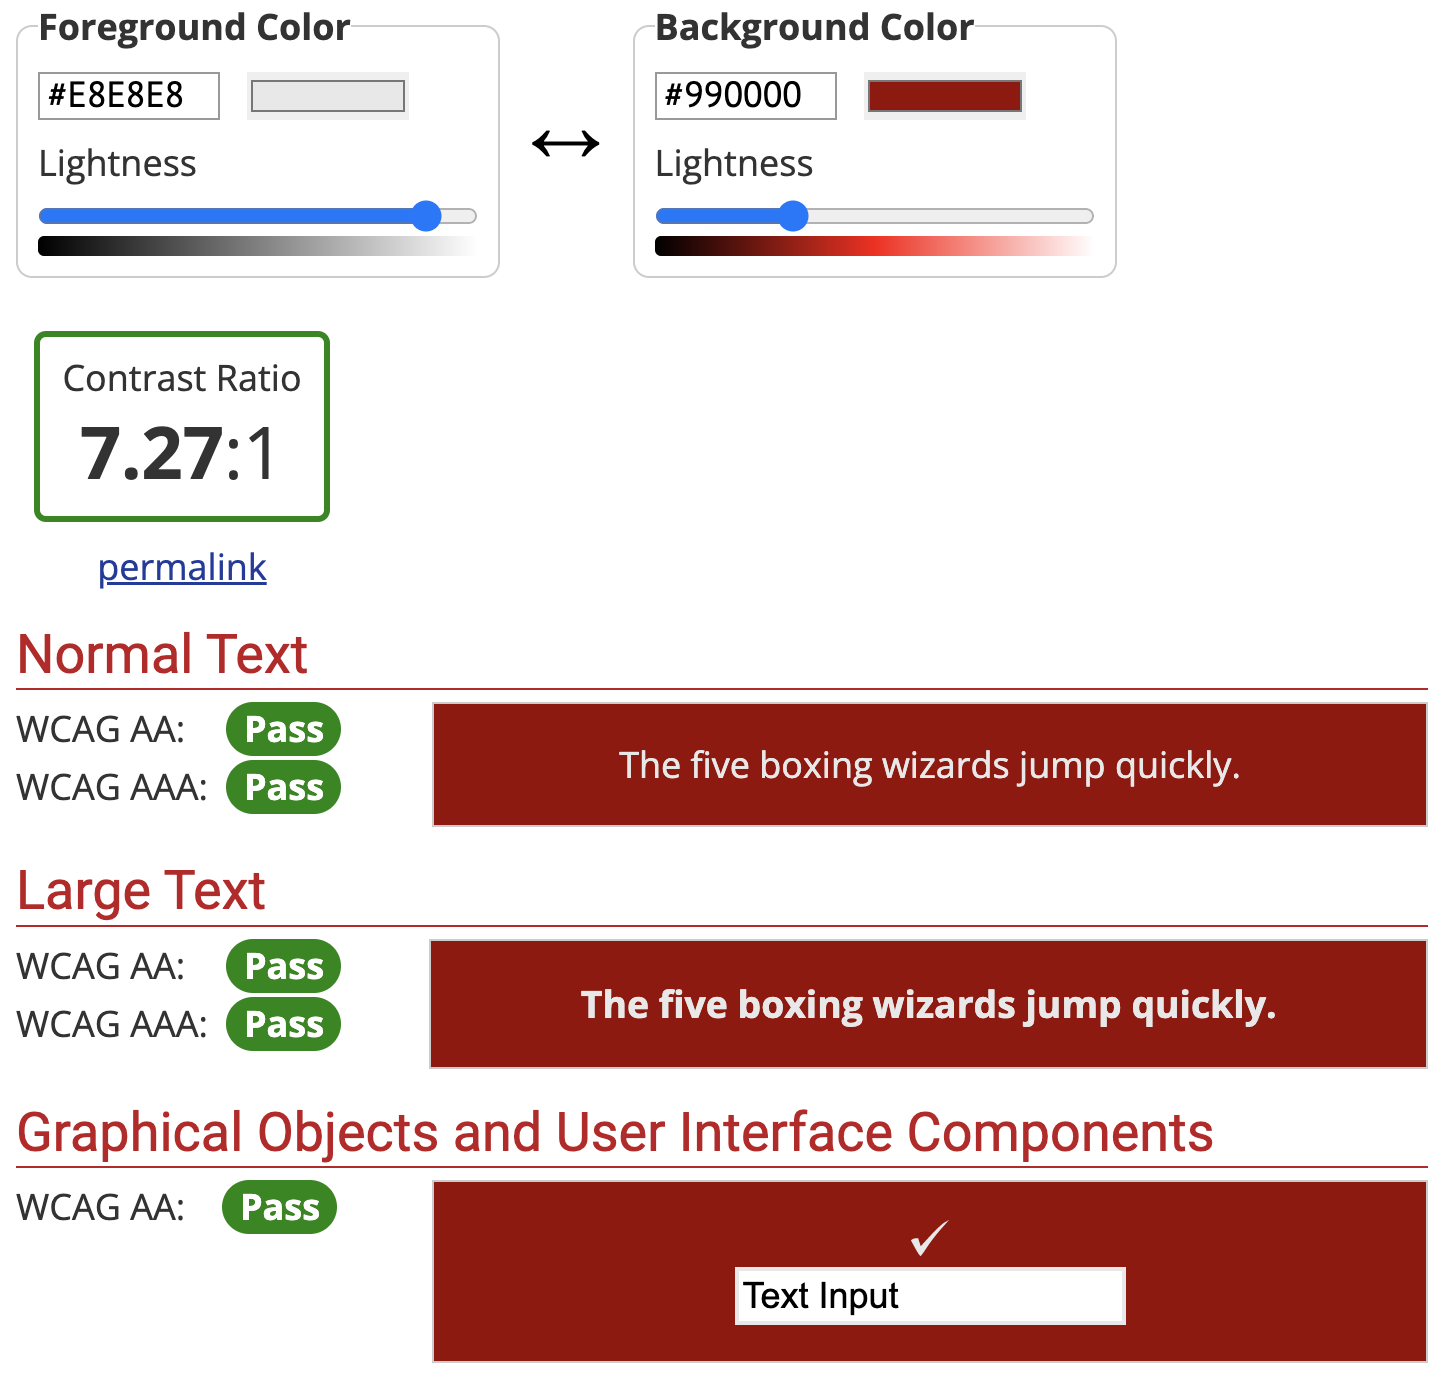 Foreground Color
#E8E8E8
Lightness
Background Color
#990000
Lightness
Contrast Ratio
7.27:1
permalink
Normal Text
WCAG AA: Pass
WCAG AAA: Pass
The five boxing wizards jump quickly.
Large Text
WCAG AA: Pass
WCAG AAA: Pass
The five boxing wizards jump quickly.
Graphical Objects and User Interface Components
WCAG AA: Pass
Text Input